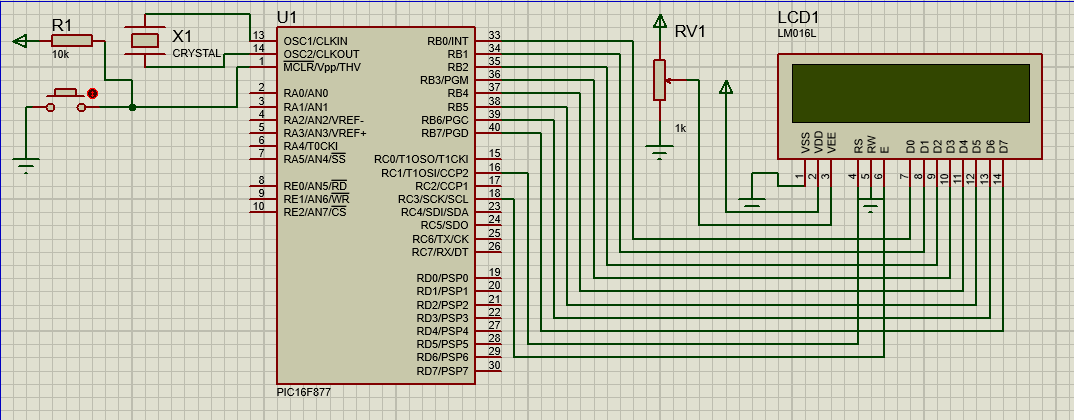 R1
10k
X1
CRYSTAL
U1
13 OSC1/CLKIN
14 OSC2/CLKOUT
1 MCLR/Vpp/THV
2 RA0/AN0
3 RA1/AN1
4 RA2/AN2/VREF-
5 RA3/AN3/VREF+
6 RA4/T0CKI
7 RA5/AN4/SS
8 RE0/AN5/RD
9 RE1/AN6/WR
10 RE2/AN7/CS
RB0/INT 33
RB1 34
RB2 35
RB3/PGM 36
RB4 37
RB5 38
RB6/PGC 39
RB7/PGD 40
RC0/T1OSO/T1CKI 15
RC1/T1OSI/CCP2 16
RC2/CCP1 17
RC3/SCK/SCL 18
RC4/SDI/SDA 23
RC5/SDO 24
RC6/TX/CK 25
RC7/RX/DT 26
RD0/PSP0 19
RD1/PSP1 20
RD2/PSP2 21
RD3/PSP3 22
RD4/PSP4 27
RD5/PSP5 28
RD6/PSP6 29
RD7/PSP7 30
PIC16F877
RV1
1k
LCD1
LM016L
VSS VDD VEE RS RW E D0 D1 D2 D3 D4 D5 D6 D7
1 2 3 4 5 6 7 8 9 10 11 12 13 14